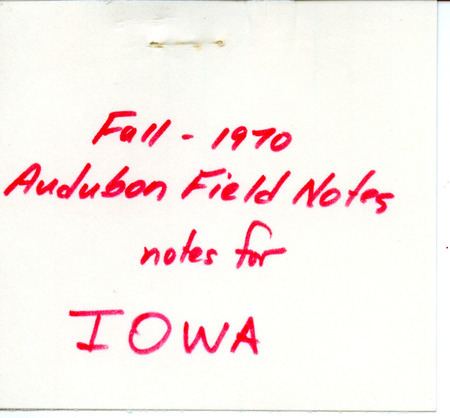 Fall - 1970
Audubon Field Notes
notes for
IOWA